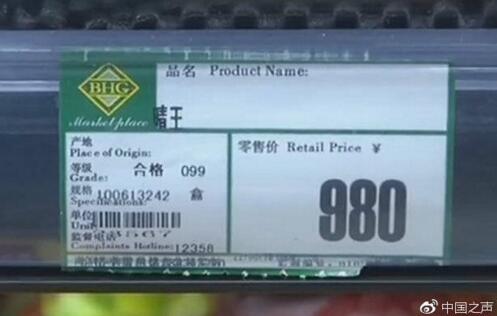 BHG
Market place
品名 Product Name:
晴王
产地
Place of Origin:
等级 合格 099
Grade:
规格 100613242 盒
Specifications:
单位
Unit:
监督电话
Complaints Hotline: 12358
零售价 Retail Price ¥
980
中国之声